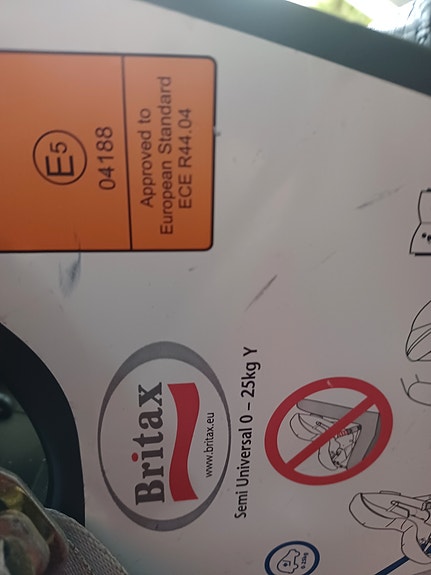 E5
04188
Approved to
European Standard
ECE R44.04
Britax
www.britax.eu
Semi Universal 0 – 25kg Y